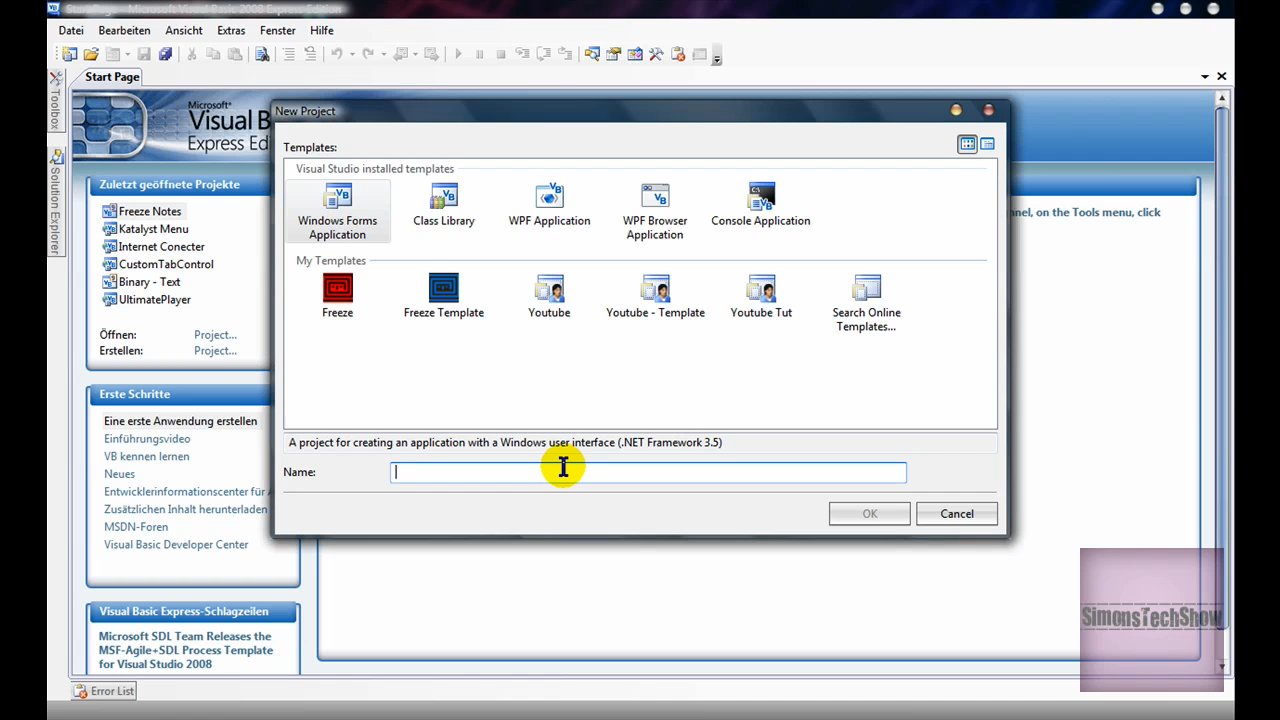 Start Page - Microsoft Visual Basic 2008 Express Edition
Datei Bearbeiten Ansicht Extras Fenster Hilfe
Start Page
Toolbox
Solution Explorer
Microsoft®
Visual
Express
New Project
Templates:
Visual Studio installed templates
Windows Forms Application
Class Library
WPF Application
WPF Browser Application
Console Application
My Templates
Freeze
Freeze Template
Youtube
Youtube - Template
Youtube Tut
Search Online Templates...
A project for creating an application with a Windows user interface (.NET Framework 3.5)
Name:
OK
Cancel
Zuletzt geöffnete Projekte
Freeze Notes
Katalyst Menu
Internet Conecter
CustomTabControl
Binary - Text
UltimatePlayer
Öffnen: Project...
Erstellen: Project...
Erste Schritte
Eine erste Anwendung erstellen
Einführungsvideo
VB kennen lernen
Neues
Entwicklerinformationscenter für
Zusätzlichen Inhalt herunterladen
MSDN-Foren
Visual Basic Developer Center
Visual Basic Express-Schlagzeilen
Microsoft SDL Team Releases the
MSF-Agile+SDL Process Template
for Visual Studio 2008
on the Tools menu, click
SimonsTechShow
Error List